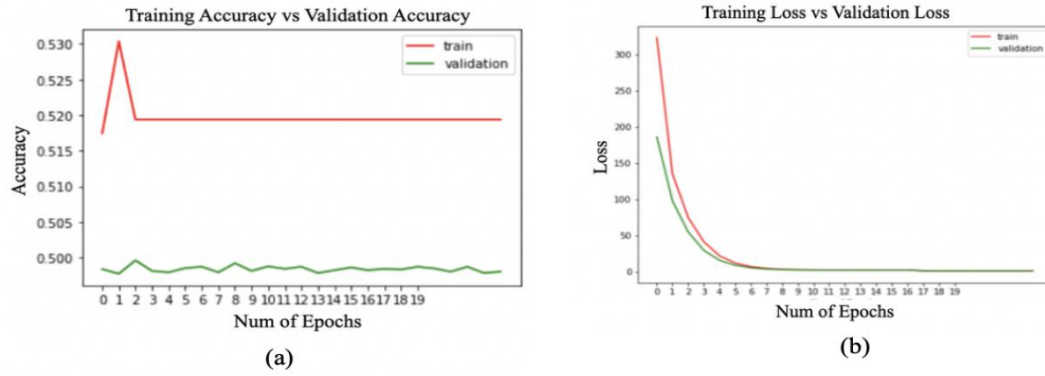 Training Accuracy vs Validation Accuracy
0.530
0.525
0.520
0.515
0.510
0.505
0.500
Accuracy
train
validation
0 1 2 3 4 5 6 7 8 9 10 11 12 13 14 15 16 17 18 19
Num of Epochs
(a)
Training Loss vs Validation Loss
300
250
200
150
100
50
0
Loss
train
validation
0 1 2 3 4 5 6 7 8 9 10 11 12 13 14 15 16 17 18 19
Num of Epochs
(b)